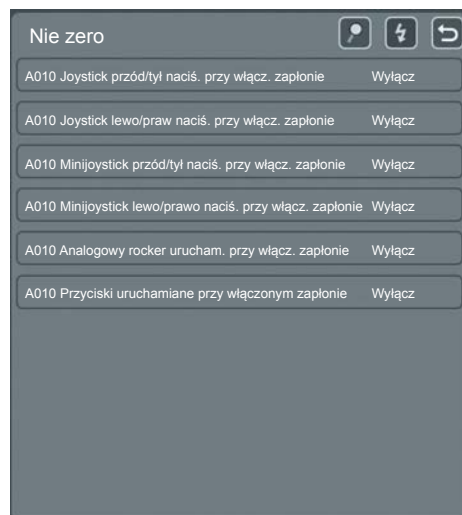 Nie zero
A010 Joystick przód/tył naciś. przy włącz. zapłonie Wyłącz
A010 Joystick lewo/praw naciś. przy włącz. zapłonie Wyłącz
A010 Minijoystick przód/tył naciś. przy włącz. zapłonie Wyłącz
A010 Minijoystick lewo/prawo naciś. przy włącz. zapłonie Wyłącz
A010 Analogowy rocker urucham. przy włącz. zapłonie Wyłącz
A010 Przyciski uruchamiane przy włączonym zapłonie Wyłącz